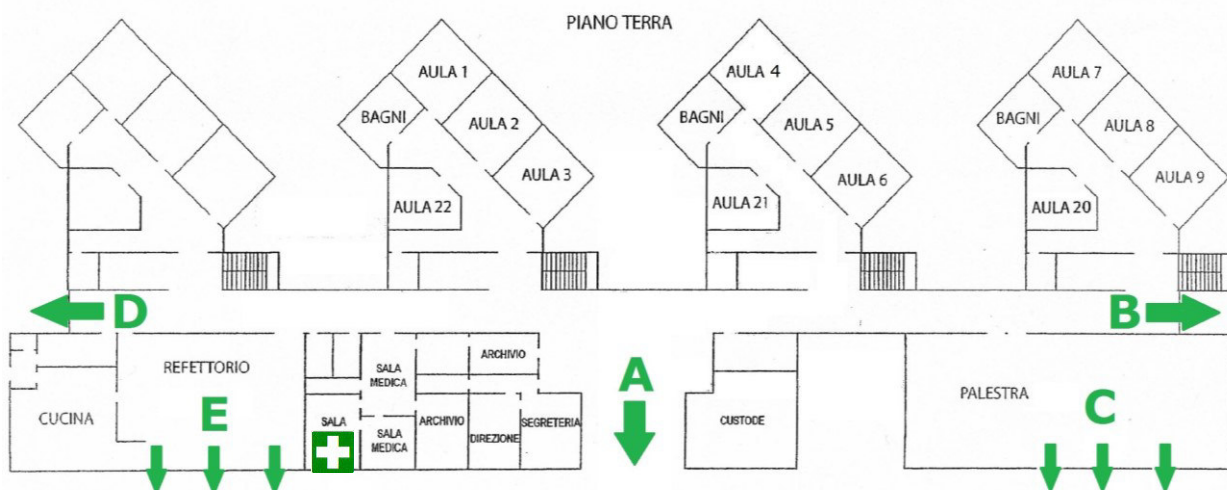 PIANO TERRA
AULA 1
BAGNI
AULA 2
AULA 3
AULA 22
AULA 4
BAGNI
AULA 5
AULA 6
AULA 21
AULA 7
BAGNI
AULA 8
AULA 9
AULA 20
D
B
CUCINA
REFETTORIO
E
SALA
SALA
MEDICA
SALA
MEDICA
ARCHIVIO
ARCHIVIO
DIREZIONE
SEGRETERIA
A
CUSTODE
PALESTRA
C